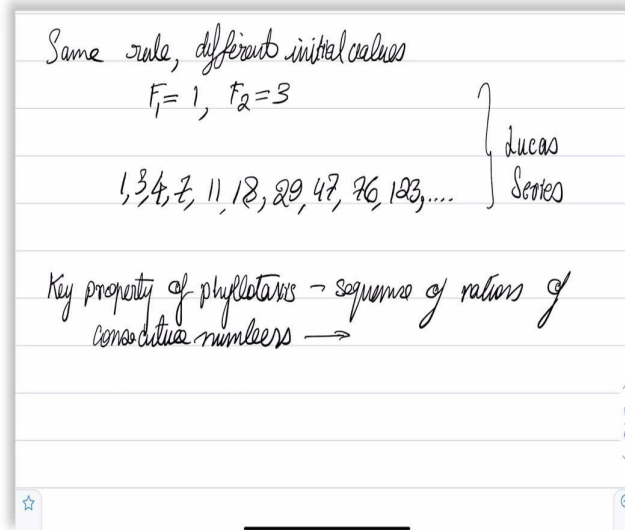 Same rule, different initial values
F₁ = 1, F₂ = 3
Lucas
1,3,4,7, 11, 18, 29, 47, 76, 123,....
Series
Key property of phyllotaxis - sequence of ratios of
consecutive numbers →